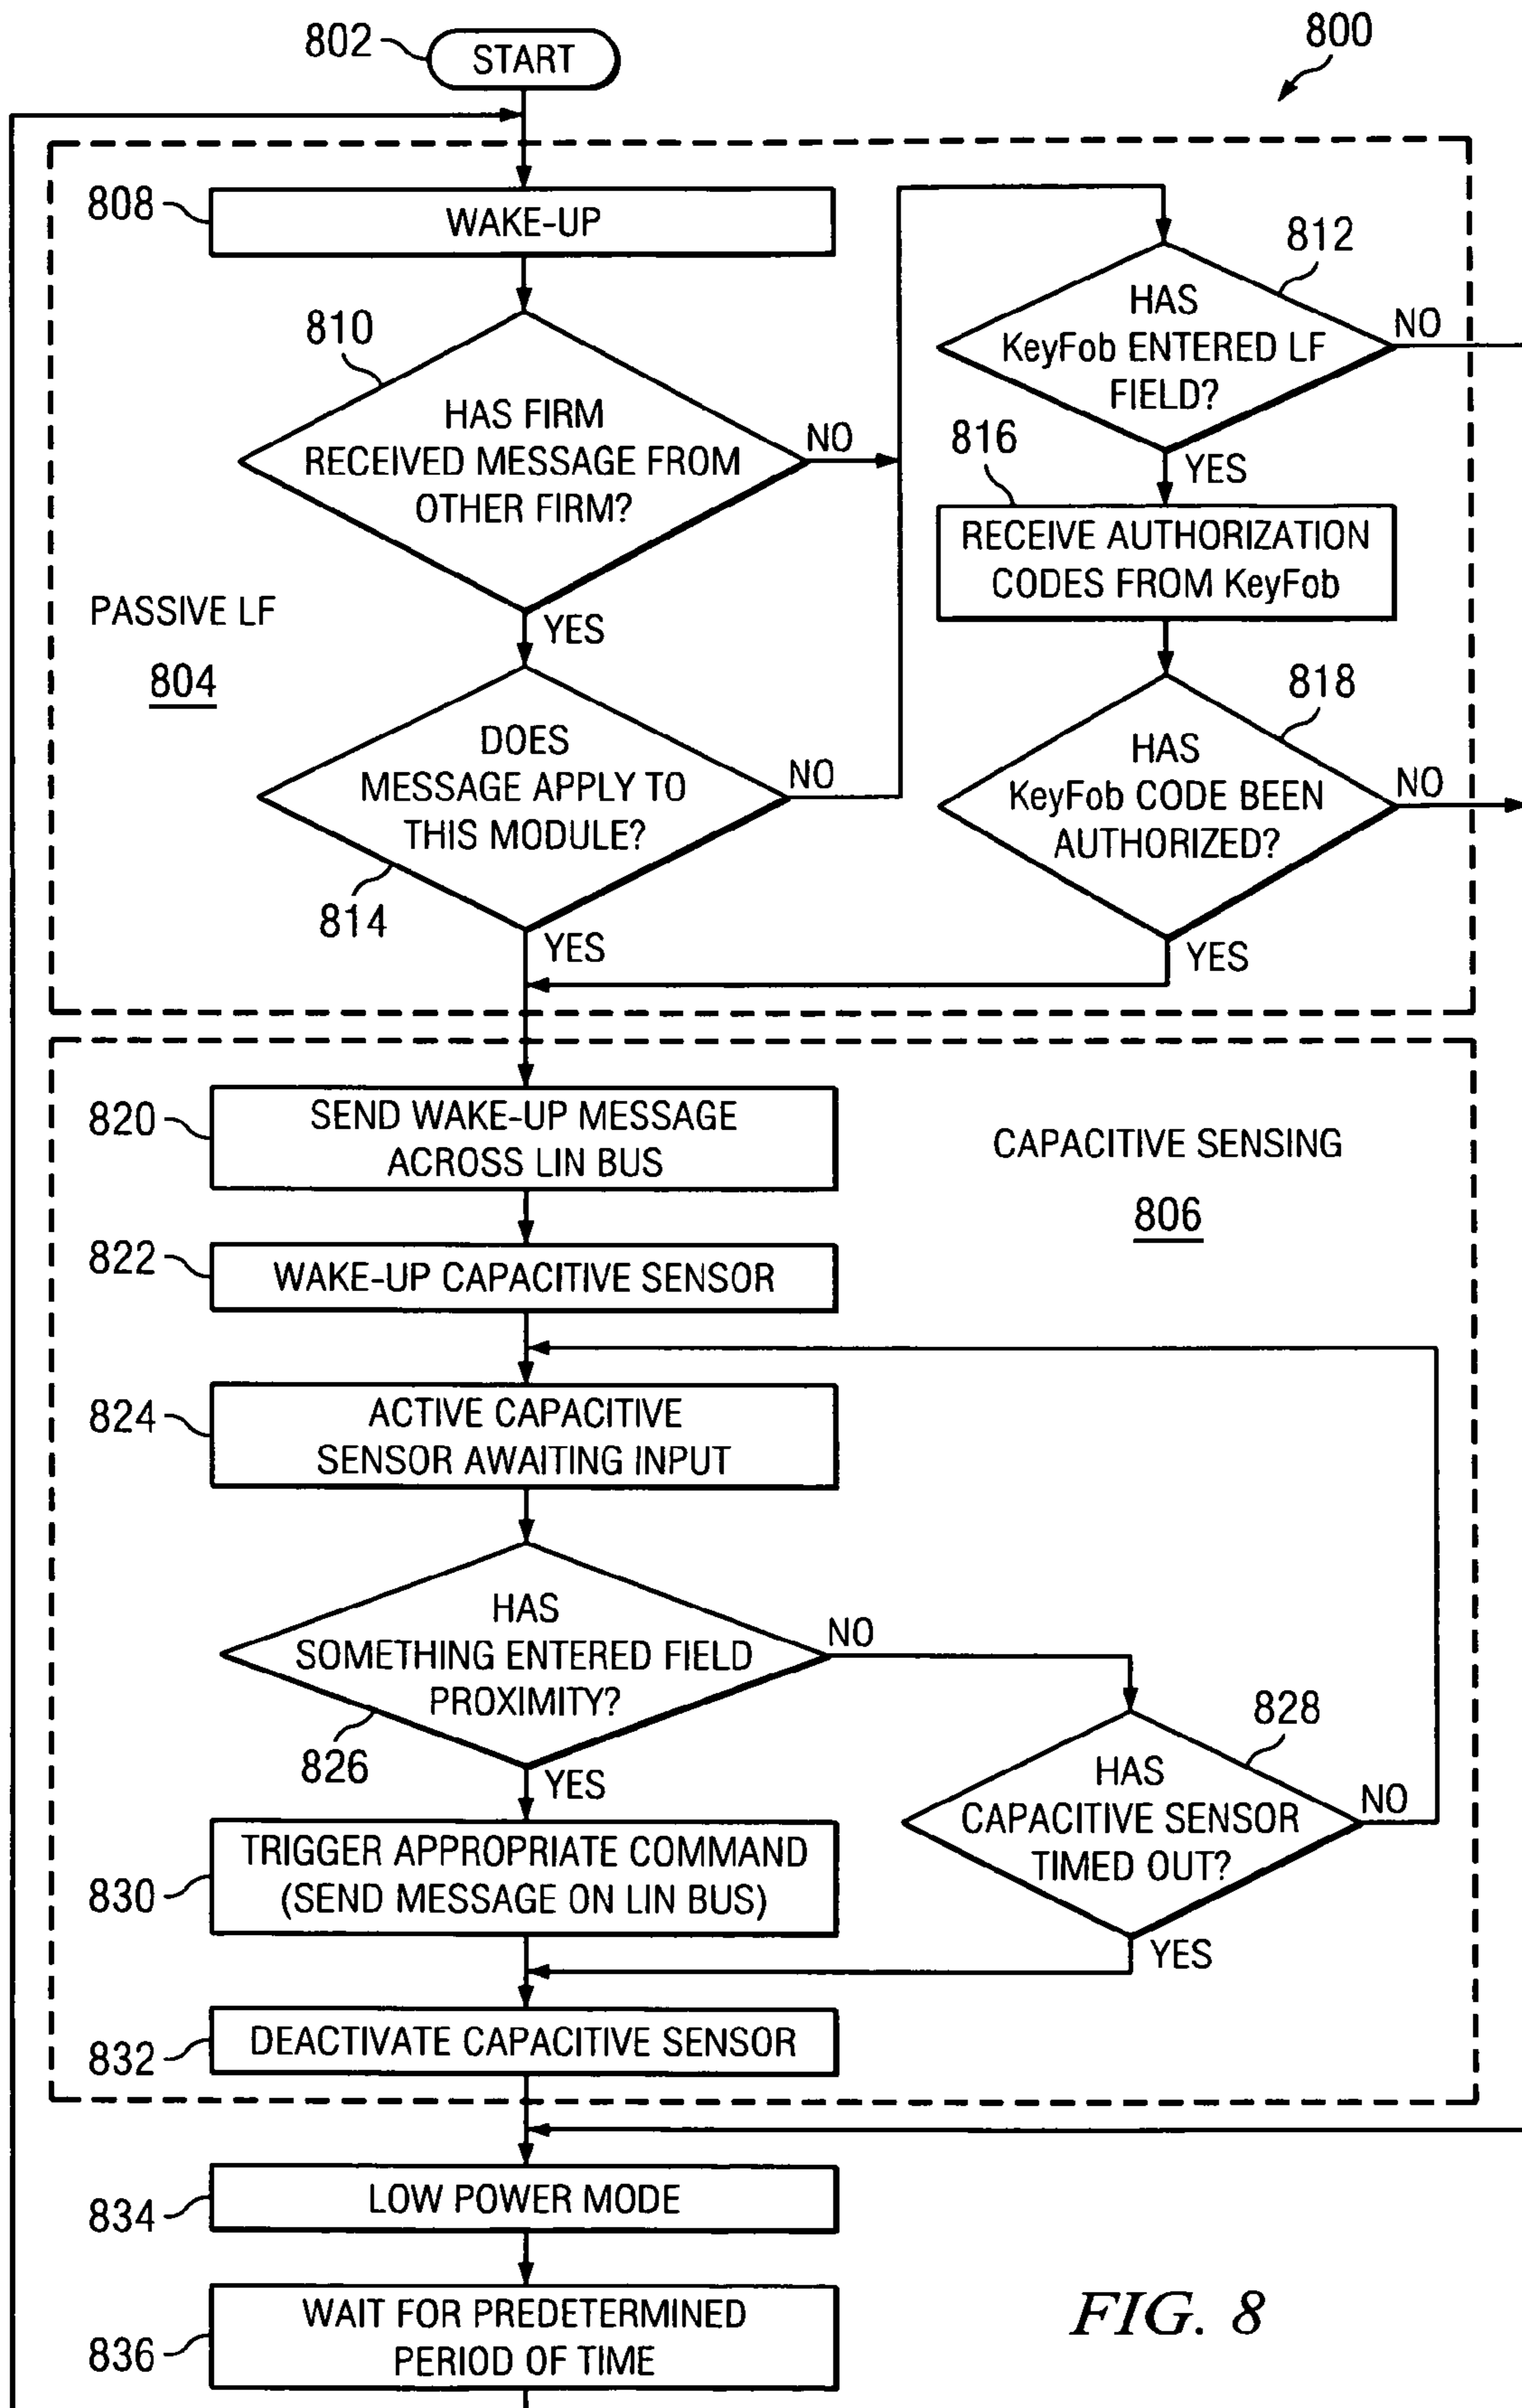 802
START
800
808
WAKE-UP
810
HAS FIRM
RECEIVED MESSAGE FROM
OTHER FIRM?
NO
YES
812
HAS
KeyFob ENTERED LF
FIELD?
NO
YES
816
RECEIVE AUTHORIZATION
CODES FROM KeyFob
PASSIVE LF
804
DOES
MESSAGE APPLY TO
THIS MODULE?
NO
814
YES
818
HAS
KeyFob CODE BEEN
AUTHORIZED?
NO
YES
820
SEND WAKE-UP MESSAGE
ACROSS LIN BUS
CAPACITIVE SENSING
806
822
WAKE-UP CAPACITIVE SENSOR
824
ACTIVE CAPACITIVE
SENSOR AWAITING INPUT
HAS
SOMETHING ENTERED FIELD
PROXIMITY?
NO
826
YES
828
HAS
CAPACITIVE SENSOR
TIMED OUT?
NO
YES
830
TRIGGER APPROPRIATE COMMAND
(SEND MESSAGE ON LIN BUS)
832
DEACTIVATE CAPACITIVE SENSOR
834
LOW POWER MODE
836
WAIT FOR PREDETERMINED
PERIOD OF TIME
FIG. 8